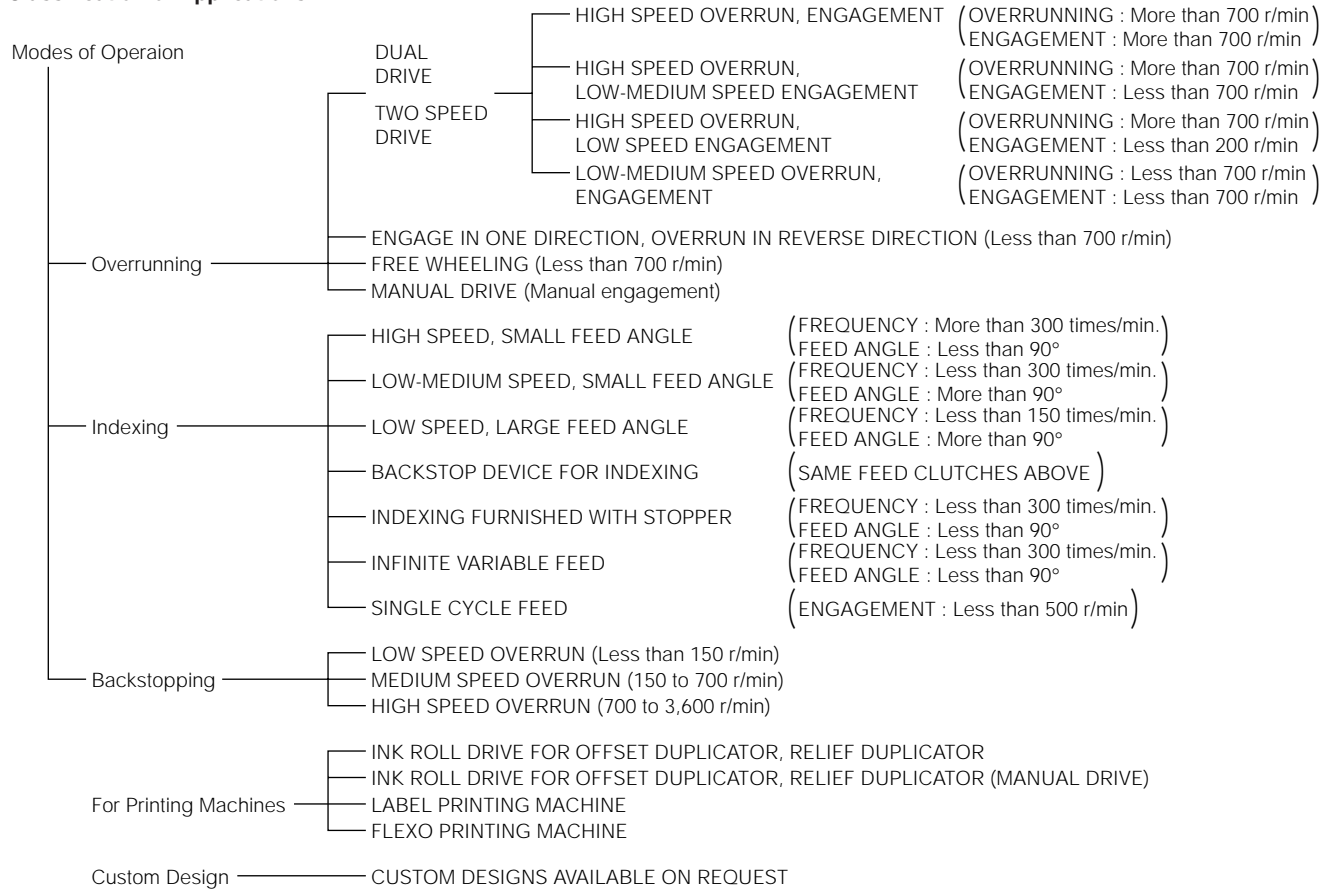 Modes of Operaion
DUAL
DRIVE
TWO SPEED
DRIVE
HIGH SPEED OVERRUN, ENGAGEMENT (OVERRUNNING : More than 700 r/min)
(ENGAGEMENT : More than 700 r/min)
HIGH SPEED OVERRUN, (OVERRUNNING : More than 700 r/min)
LOW-MEDIUM SPEED ENGAGEMENT (ENGAGEMENT : Less than 700 r/min)
HIGH SPEED OVERRUN, (OVERRUNNING : More than 700 r/min)
LOW SPEED ENGAGEMENT (ENGAGEMENT : Less than 200 r/min)
LOW-MEDIUM SPEED OVERRUN, (OVERRUNNING : Less than 700 r/min)
ENGAGEMENT (ENGAGEMENT : Less than 700 r/min)
Overrunning
ENGAGE IN ONE DIRECTION, OVERRUN IN REVERSE DIRECTION (Less than 700 r/min)
FREE WHEELING (Less than 700 r/min)
MANUAL DRIVE (Manual engagement)
Indexing
HIGH SPEED, SMALL FEED ANGLE (FREQUENCY : More than 300 times/min.)
(FEED ANGLE : Less than 90°)
LOW-MEDIUM SPEED, SMALL FEED ANGLE (FREQUENCY : Less than 300 times/min.)
(FEED ANGLE : More than 90°)
LOW SPEED, LARGE FEED ANGLE (FREQUENCY : Less than 150 times/min.)
(FEED ANGLE : More than 90°)
BACKSTOP DEVICE FOR INDEXING (SAME FEED CLUTCHES ABOVE)
INDEXING FURNISHED WITH STOPPER (FREQUENCY : Less than 300 times/min.)
(FEED ANGLE : Less than 90°)
INFINITE VARIABLE FEED (FREQUENCY : Less than 300 times/min.)
(FEED ANGLE : Less than 90°)
SINGLE CYCLE FEED (ENGAGEMENT : Less than 500 r/min)
Backstopping
LOW SPEED OVERRUN (Less than 150 r/min)
MEDIUM SPEED OVERRUN (150 to 700 r/min)
HIGH SPEED OVERRUN (700 to 3,600 r/min)
For Printing Machines
INK ROLL DRIVE FOR OFFSET DUPLICATOR, RELIEF DUPLICATOR
INK ROLL DRIVE FOR OFFSET DUPLICATOR, RELIEF DUPLICATOR (MANUAL DRIVE)
LABEL PRINTING MACHINE
FLEXO PRINTING MACHINE
Custom Design
CUSTOM DESIGNS AVAILABLE ON REQUEST